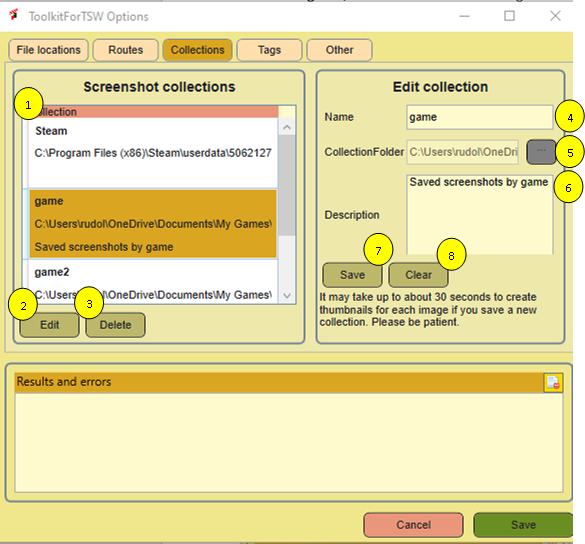 ToolkitForTSW Options
File locations
Routes
Collections
Tags
Other
Screenshot collections
1
ollection
Steam
C:\Program Files (x86)\Steam\userdata\5062127
game
C:\Users\rudol\OneDrive\Documents\My Games\
Saved screenshots by game
game2
C:\Users\rudol\OneDrive\Documents\My Games\
2
3
Edit
Delete
Edit collection
Name
game
4
CollectionFolder
C:\Users\rudol\OneDri
...
5
Description
Saved screenshots by game
6
7
8
Save
Clear
It may take up to about 30 seconds to create
thumbnails for each image if you save a new
collection. Please be patient.
Results and errors
Cancel
Save